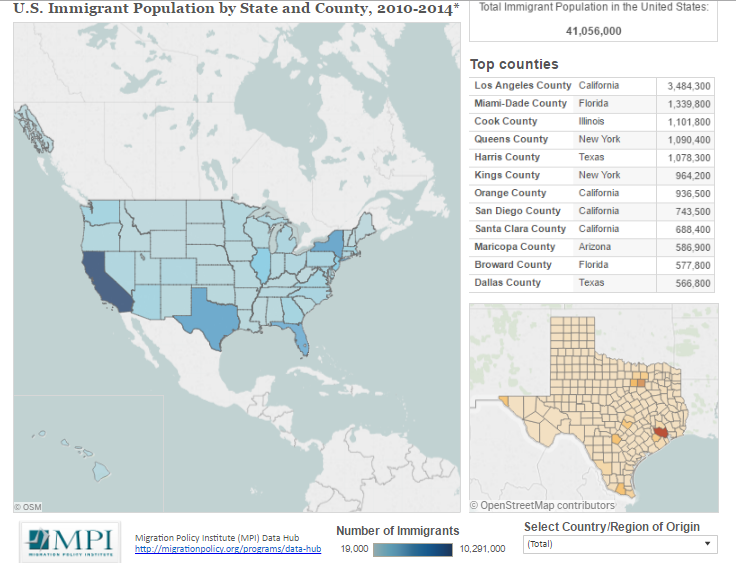 U.S. Immigrant Population by State and County, 2010-2014*
Total Immigrant Population in the United States:
41,056,000
Top counties
Los Angeles County California 3,484,300
Miami-Dade County Florida 1,339,800
Cook County Illinois 1,101,800
Queens County New York 1,090,400
Harris County Texas 1,078,300
Kings County New York 964,200
Orange County California 936,500
San Diego County California 743,500
Santa Clara County California 688,400
Maricopa County Arizona 586,900
Broward County Florida 577,800
Dallas County Texas 566,800
© OSM
© OpenStreetMap contributors
MPI
MIGRATION POLICY INSTITUTE
Migration Policy Institute (MPI) Data Hub
http://migrationpolicy.org/programs/data-hub
Number of Immigrants
19,000 10,291,000
Select Country/Region of Origin
(Total)